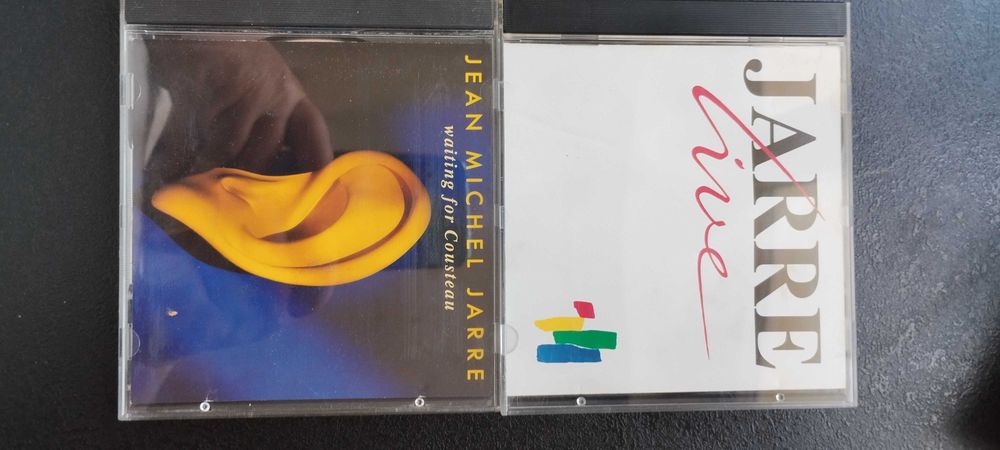 JEAN MICHEL JARRE
waiting for Cousteau
JARRE
live